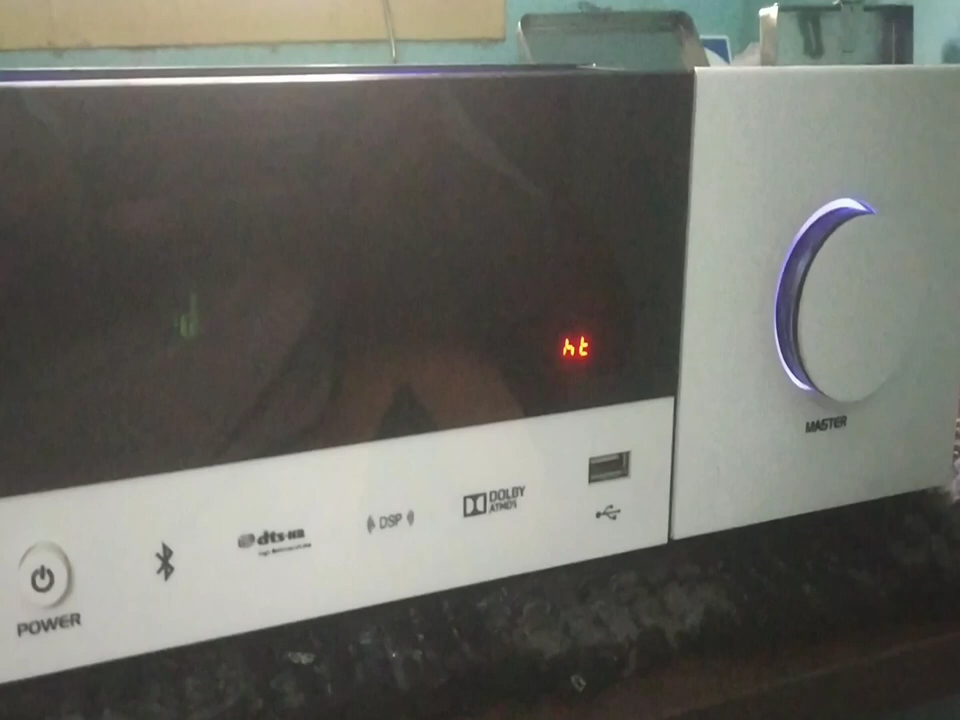 ht
MASTER
DOLBY
ATMOS
DSP
dts-HD
POWER